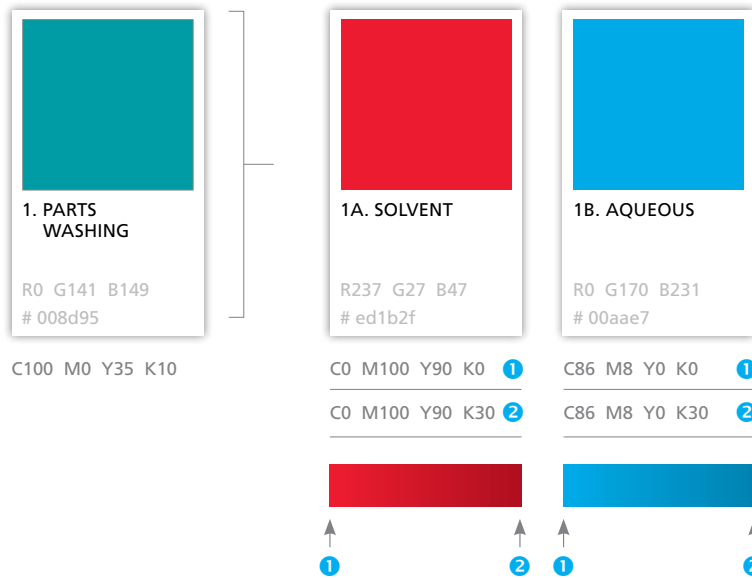 1. PARTS
WASHING
R0 G141 B149
# 008d95
C100 M0 Y35 K10
1A. SOLVENT
R237 G27 B47
# ed1b2f
C0 M100 Y90 K0 1
C0 M100 Y90 K30 2
1 2
1B. AQUEOUS
R0 G170 B231
# 00aae7
C86 M8 Y0 K0 1
C86 M8 Y0 K30 2
1 2